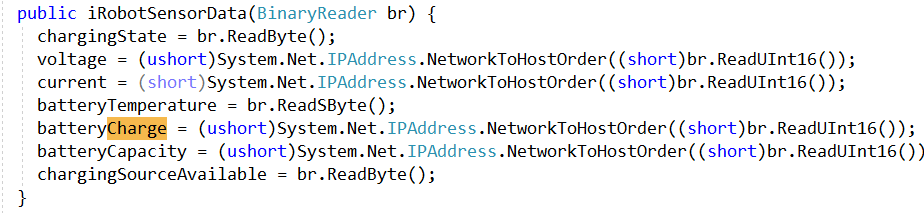 public iRobotSensorData(BinaryReader br) {
chargingState = br.ReadByte();
voltage = (ushort)System.Net.IPAddress.NetworkToHostOrder((short)br.ReadUInt16());
current = (short)System.Net.IPAddress.NetworkToHostOrder((short)br.ReadUInt16());
batteryTemperature = br.ReadSByte();
batteryCharge = (ushort)System.Net.IPAddress.NetworkToHostOrder((short)br.ReadUInt16());
batteryCapacity = (ushort)System.Net.IPAddress.NetworkToHostOrder((short)br.ReadUInt16())
chargingSourceAvailable = br.ReadByte();
}